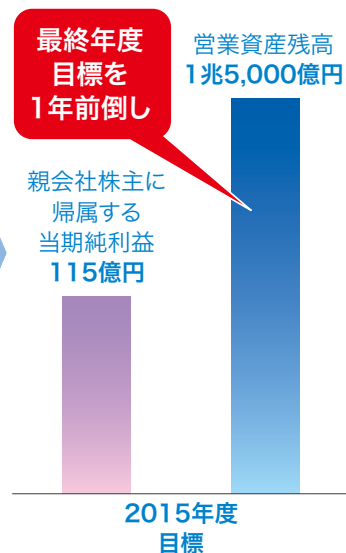 最終年度
目標を
1年前倒し
営業資産残高
1兆5,000億円
親会社株主に
帰属する
当期純利益
115億円
2015年度
目標